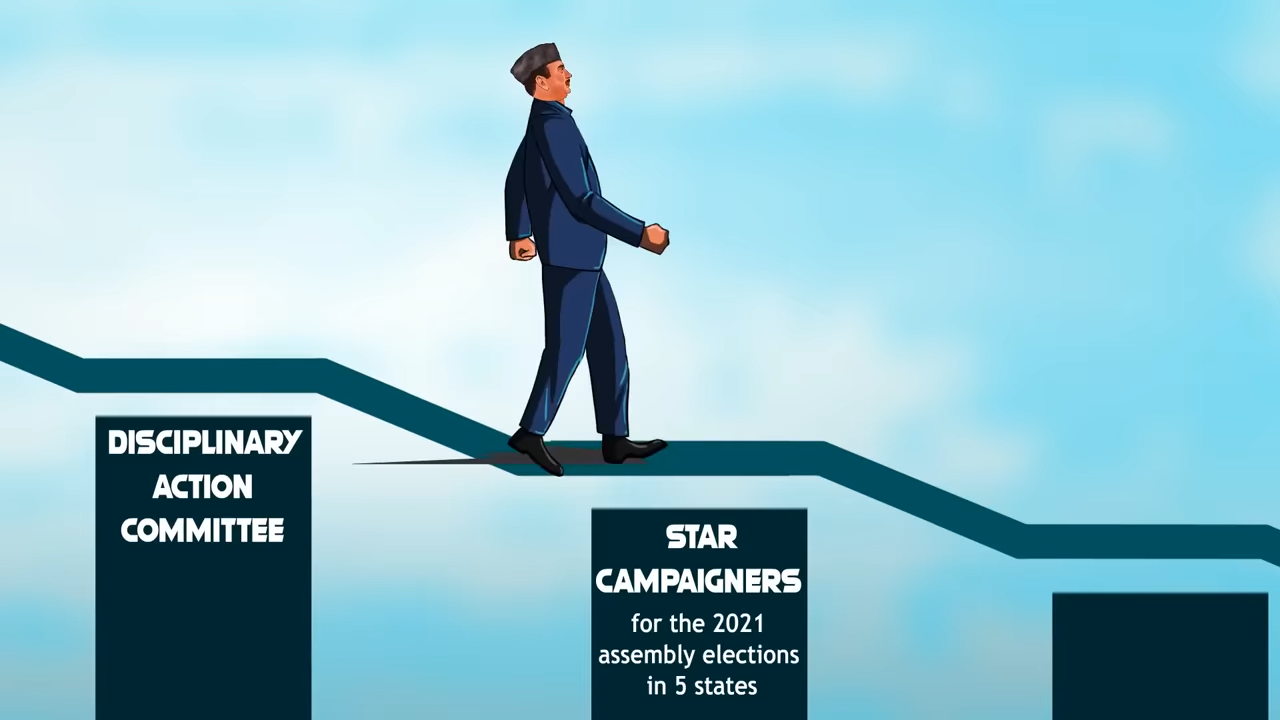 DISCIPLINARY
ACTION
COMMITTEE
STAR
CAMPAIGNERS
for the 2021
assembly elections
in 5 states